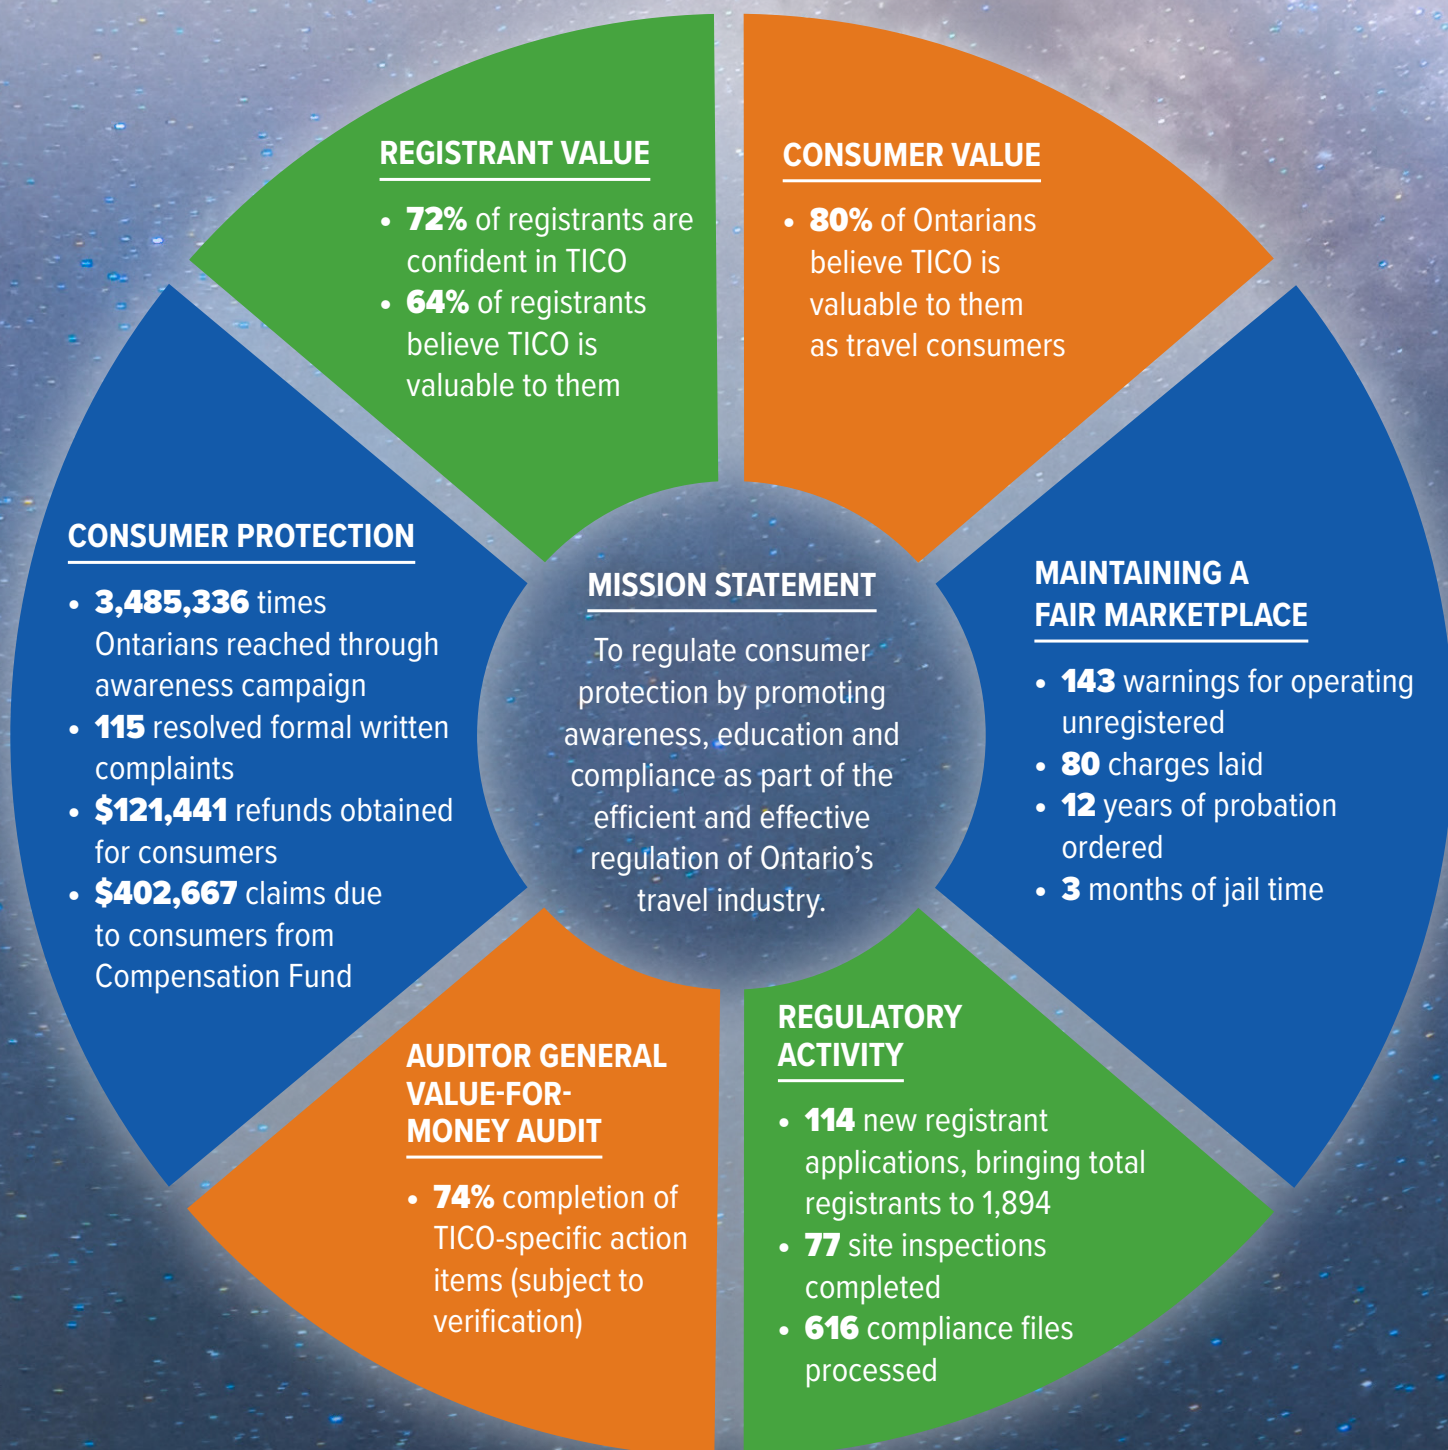 REGISTRANT VALUE
• 72% of registrants are
confident in TICO
• 64% of registrants
believe TICO is
valuable to them
CONSUMER VALUE
• 80% of Ontarians
believe TICO is
valuable to them
as travel consumers
CONSUMER PROTECTION
• 3,485,336 times
Ontarians reached through
awareness campaign
• 115 resolved formal written
complaints
• $121,441 refunds obtained
for consumers
• $402,667 claims due
to consumers from
Compensation Fund
MISSION STATEMENT
To regulate consumer
protection by promoting
awareness, education and
compliance as part of the
efficient and effective
regulation of Ontario’s
travel industry.
MAINTAINING A
FAIR MARKETPLACE
• 143 warnings for operating
unregistered
• 80 charges laid
• 12 years of probation
ordered
• 3 months of jail time
AUDITOR GENERAL
VALUE-FOR-
MONEY AUDIT
• 74% completion of
TICO-specific action
items (subject to
verification)
REGULATORY
ACTIVITY
• 114 new registrant
applications, bringing total
registrants to 1,894
• 77 site inspections
completed
• 616 compliance files
processed